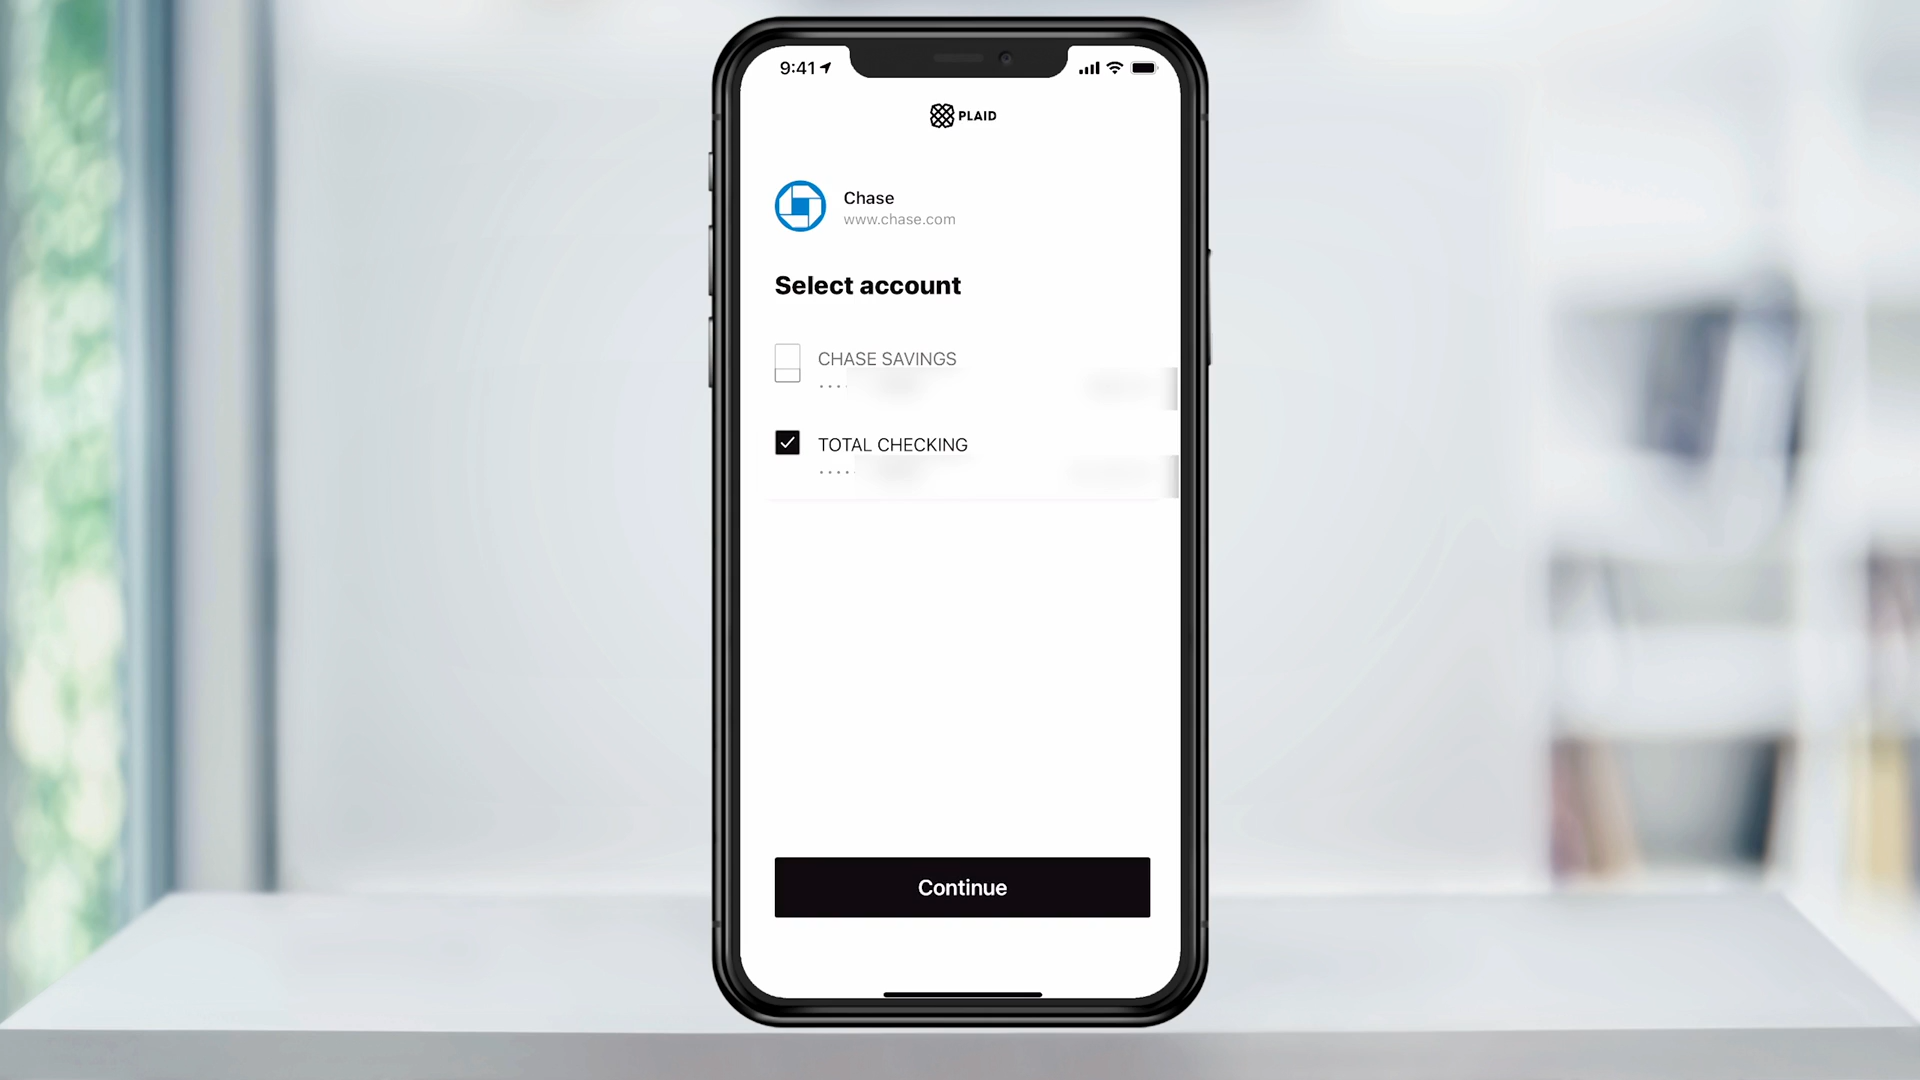 9:41
PLAID
Chase
www.chase.com
Select account
CHASE SAVINGS
••••
TOTAL CHECKING
••••
Continue